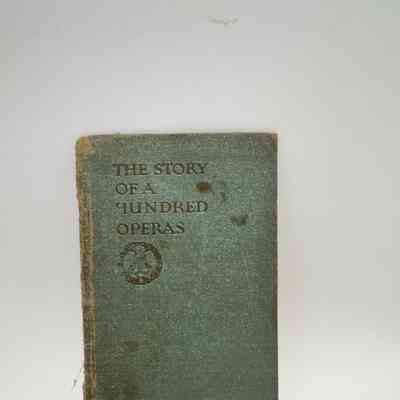 THE STORY
OF A
HUNDRED
OPERAS